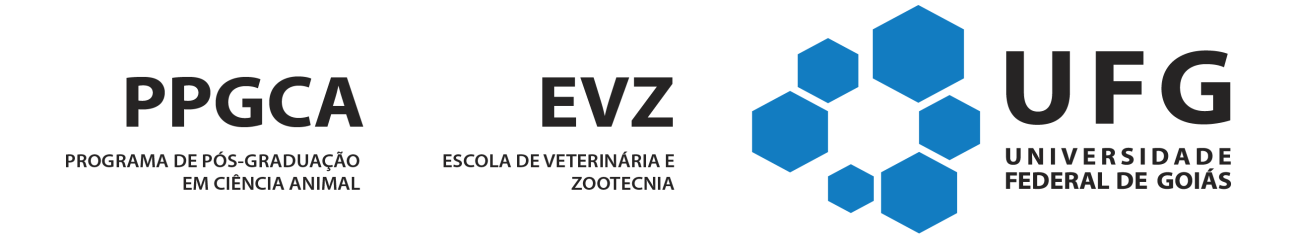 PPGCA
PROGRAMA DE PÓS-GRADUAÇÃO
EM CIÊNCIA ANIMAL
EVZ
ESCOLA DE VETERINÁRIA E
ZOOTECNIA
UFG
UNIVERSIDADE
FEDERAL DE GOIÁS